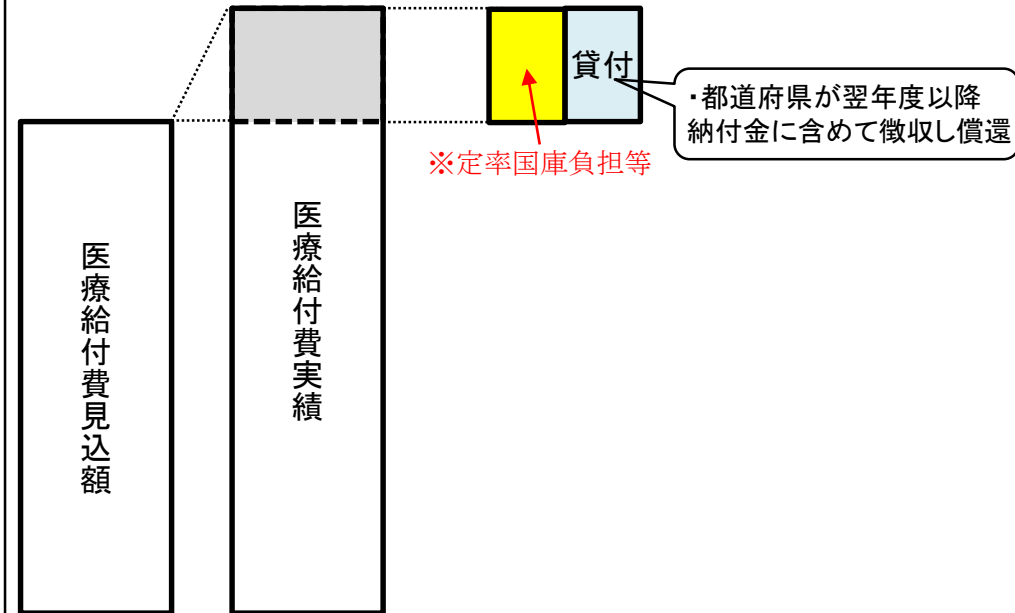 貸付
・都道府県が翌年度以降
納付金に含めて徴収し償還
※定率国庫負担等
医療給付費見込額
医療給付費実績